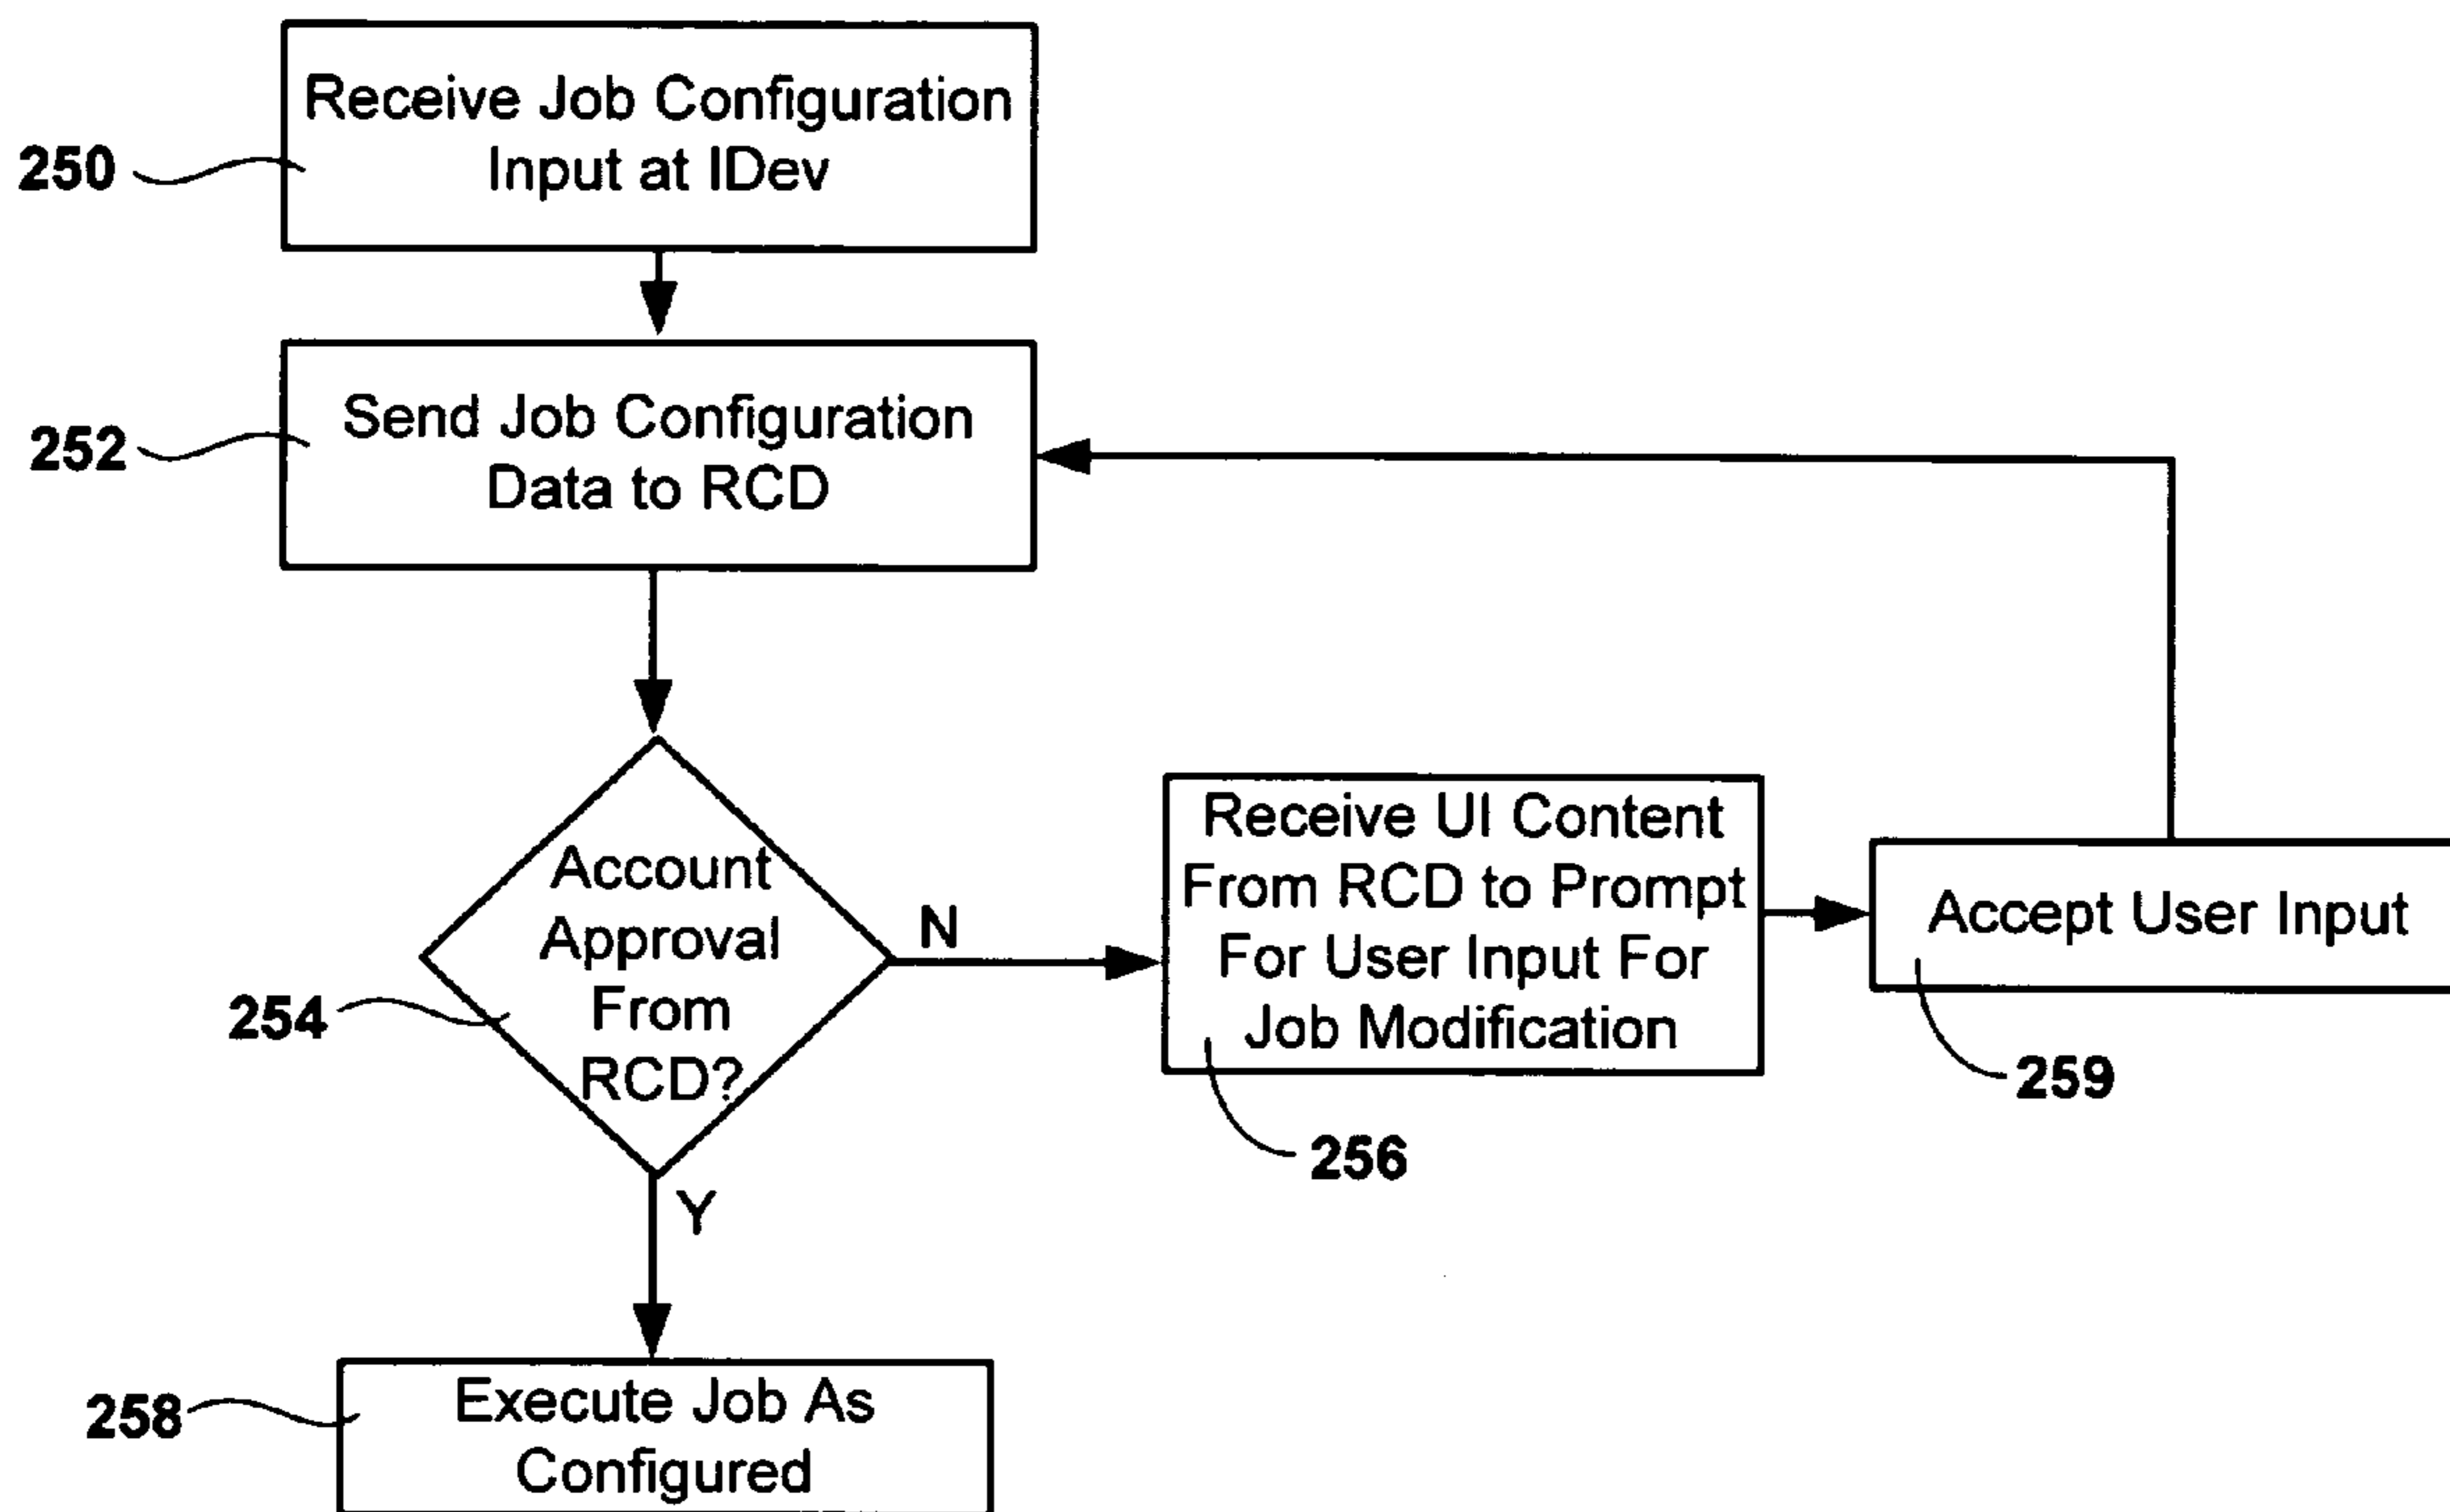 Receive Job Configuration
Input at IDev
250
Send Job Configuration
Data to RCD
252
Account
Approval
From
RCD?
254
N
Receive UI Content
From RCD to Prompt
For User Input For
Job Modification
256
Accept User Input
259
Y
Execute Job As
Configured
258